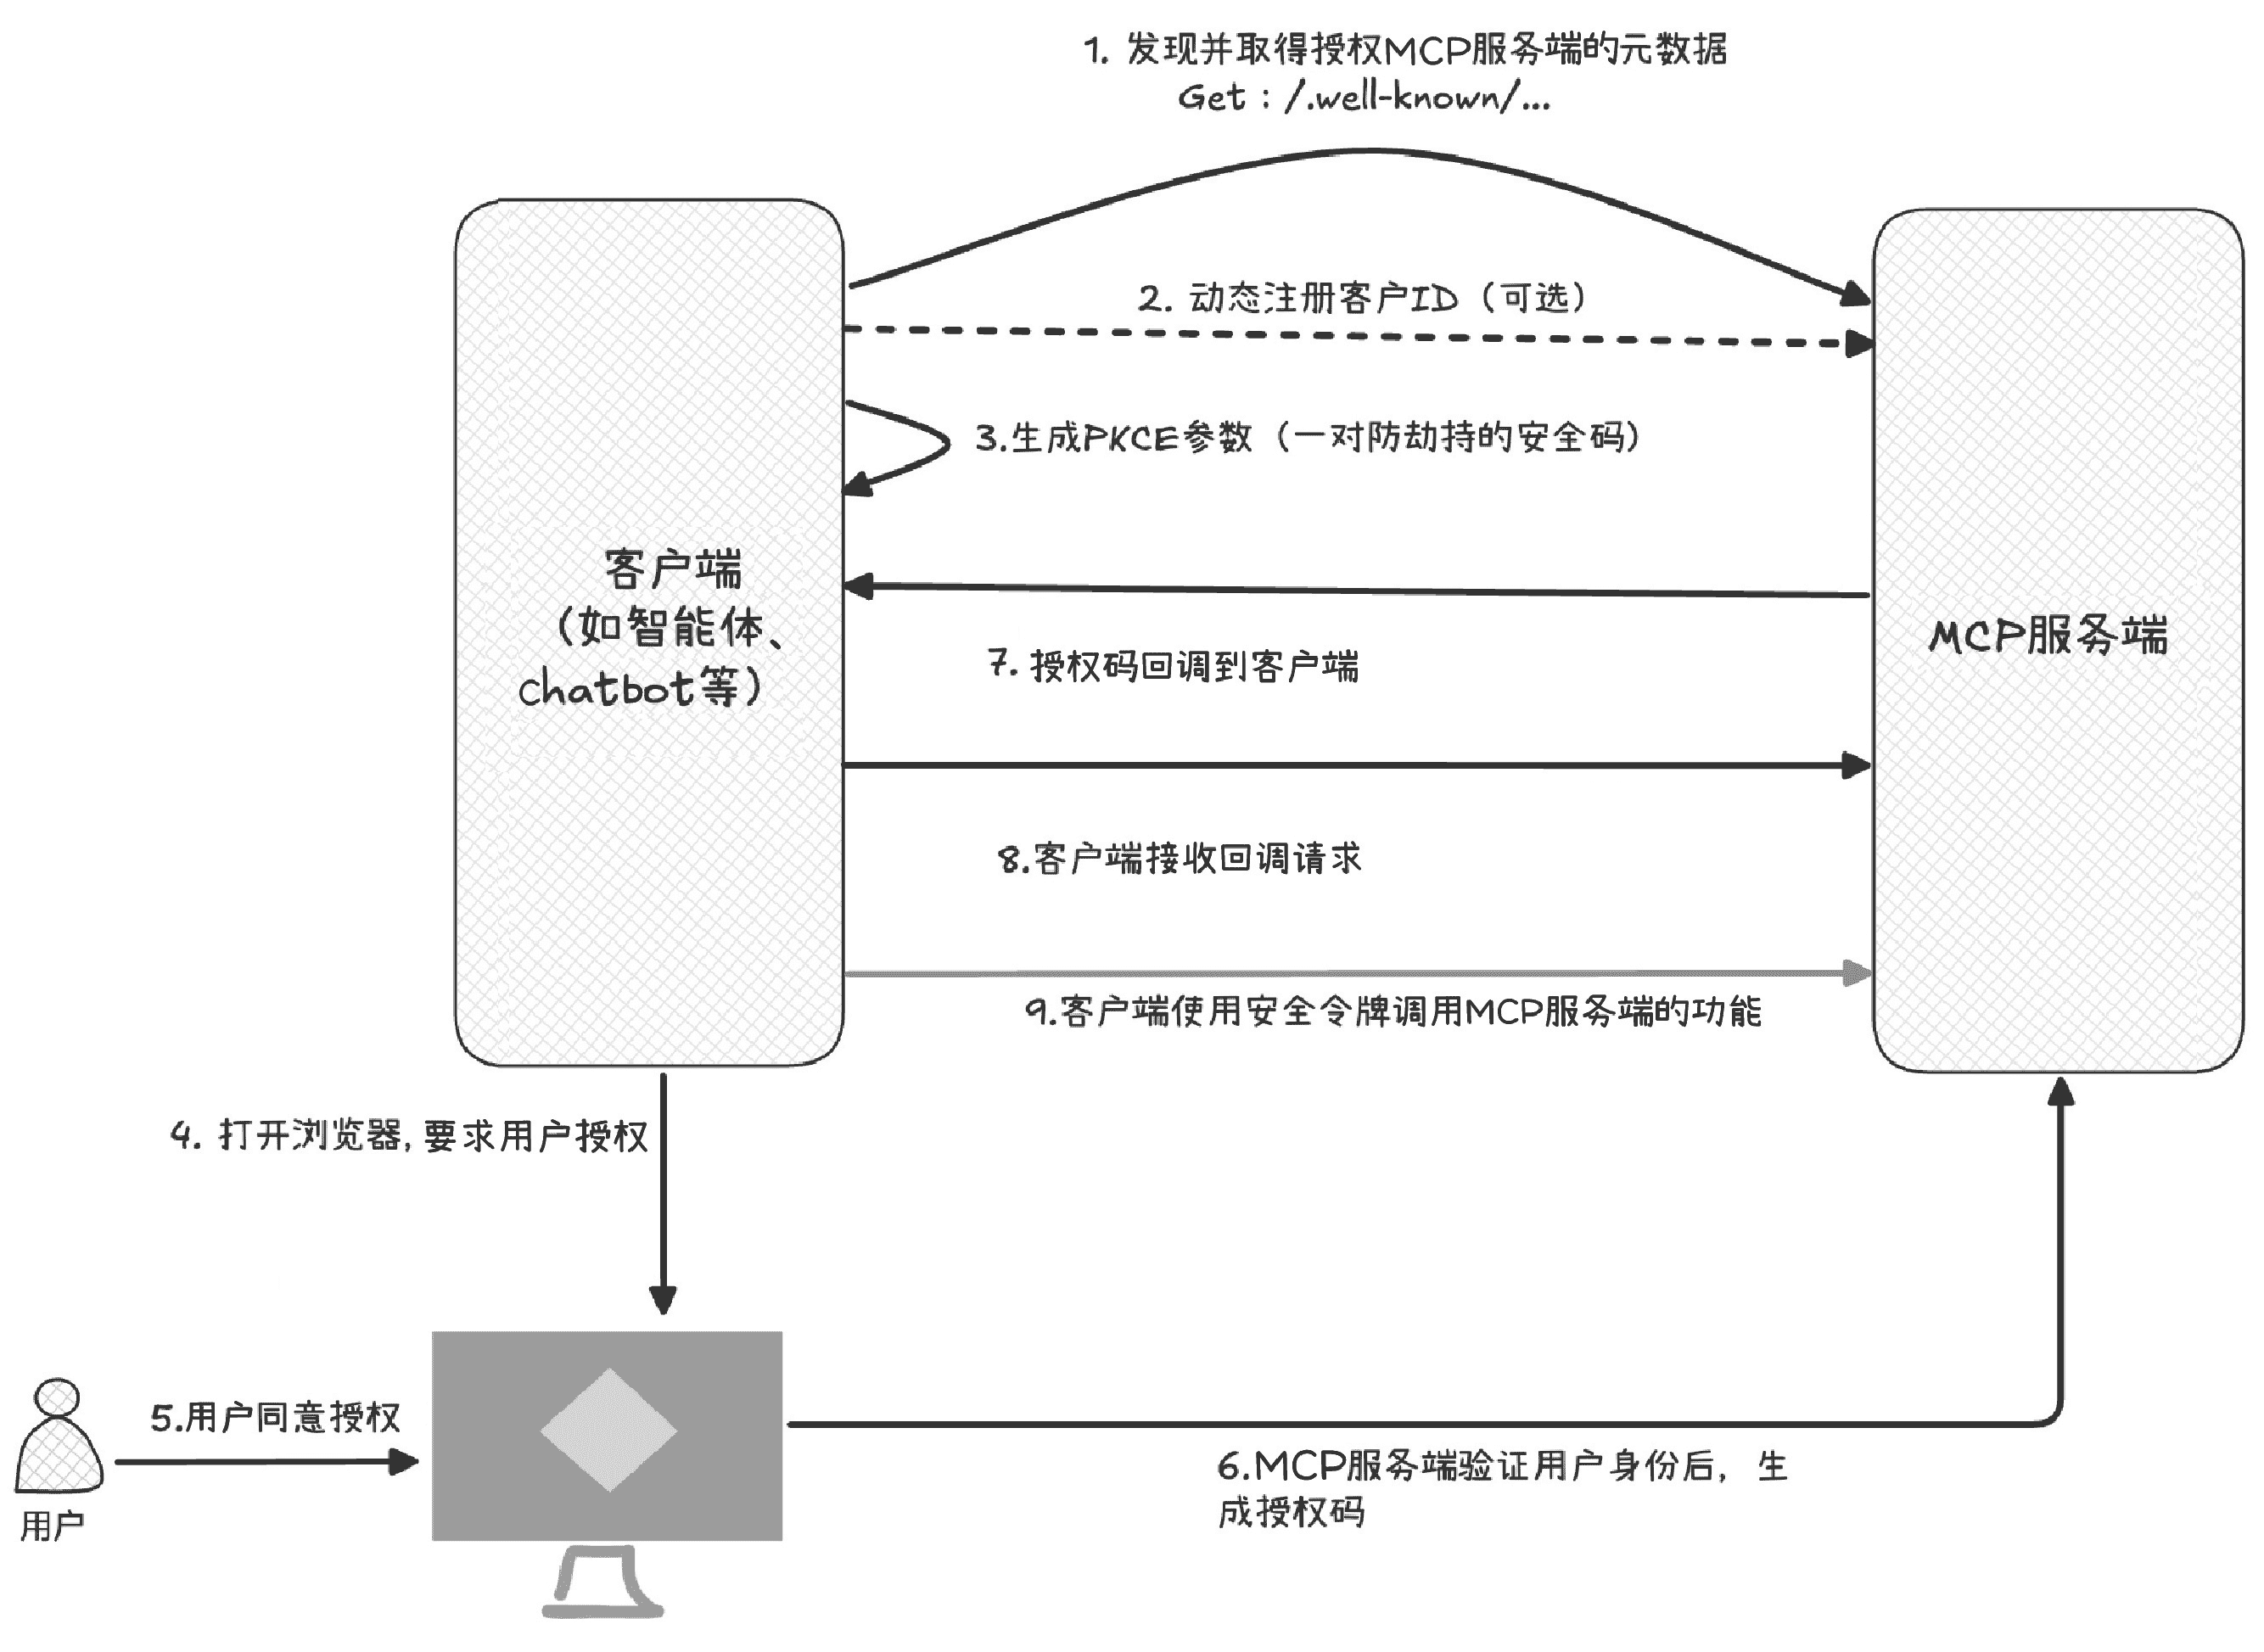 1. 发现并取得授权MCP服务端的元数据
Get：/.well-known/...
2. 动态注册客户ID（可选）
3.生成PKCE参数（一对防劫持的安全码）
客户端
（如智能体、
chatbot等）
MCP服务端
7. 授权码回调到客户端
8.客户端接收回调请求
9.客户端使用安全令牌调用MCP服务端的功能
4. 打开浏览器, 要求用户授权
5.用户同意授权
用户
6.MCP服务端验证用户身份后，生
成授权码